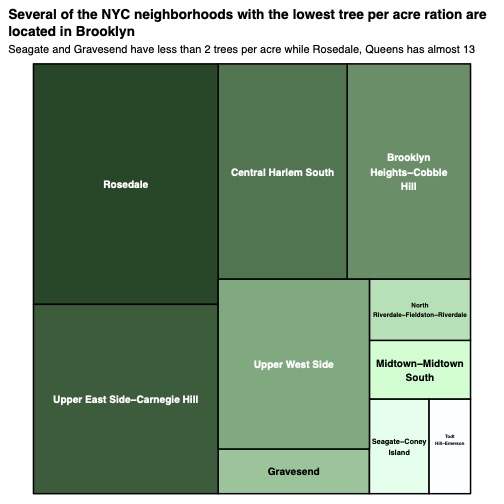 Several of the NYC neighborhoods with the lowest tree per acre ration are
located in Brooklyn
Seagate and Gravesend have less than 2 trees per acre while Rosedale, Queens has almost 13
Rosedale
Central Harlem South
Brooklyn
Heights–Cobble
Hill
Upper East Side–Carnegie Hill
Upper West Side
Gravesend
North
Riverdale–Fieldston–Riverdale
Midtown–Midtown
South
Seagate–Coney
Island
Todt
Hill–Emerson